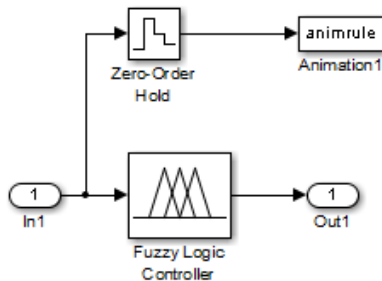 animrule
Zero-Order
Hold
Animation1
1
In1
Fuzzy Logic
Controller
1
Out1